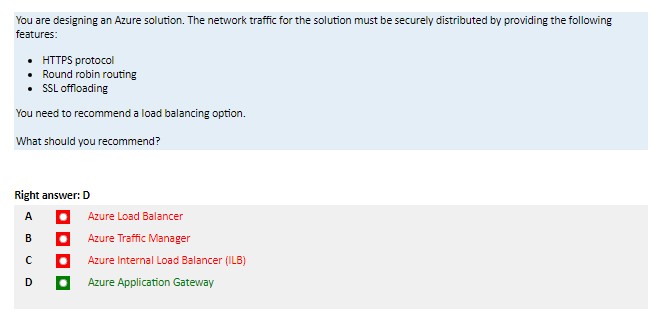 You are designing an Azure solution. The network traffic for the solution must be securely distributed by providing the following
features:
• HTTPS protocol
• Round robin routing
• SSL offloading
You need to recommend a load balancing option.
What should you recommend?
Right answer: D
A Azure Load Balancer
B Azure Traffic Manager
C Azure Internal Load Balancer (ILB)
D Azure Application Gateway